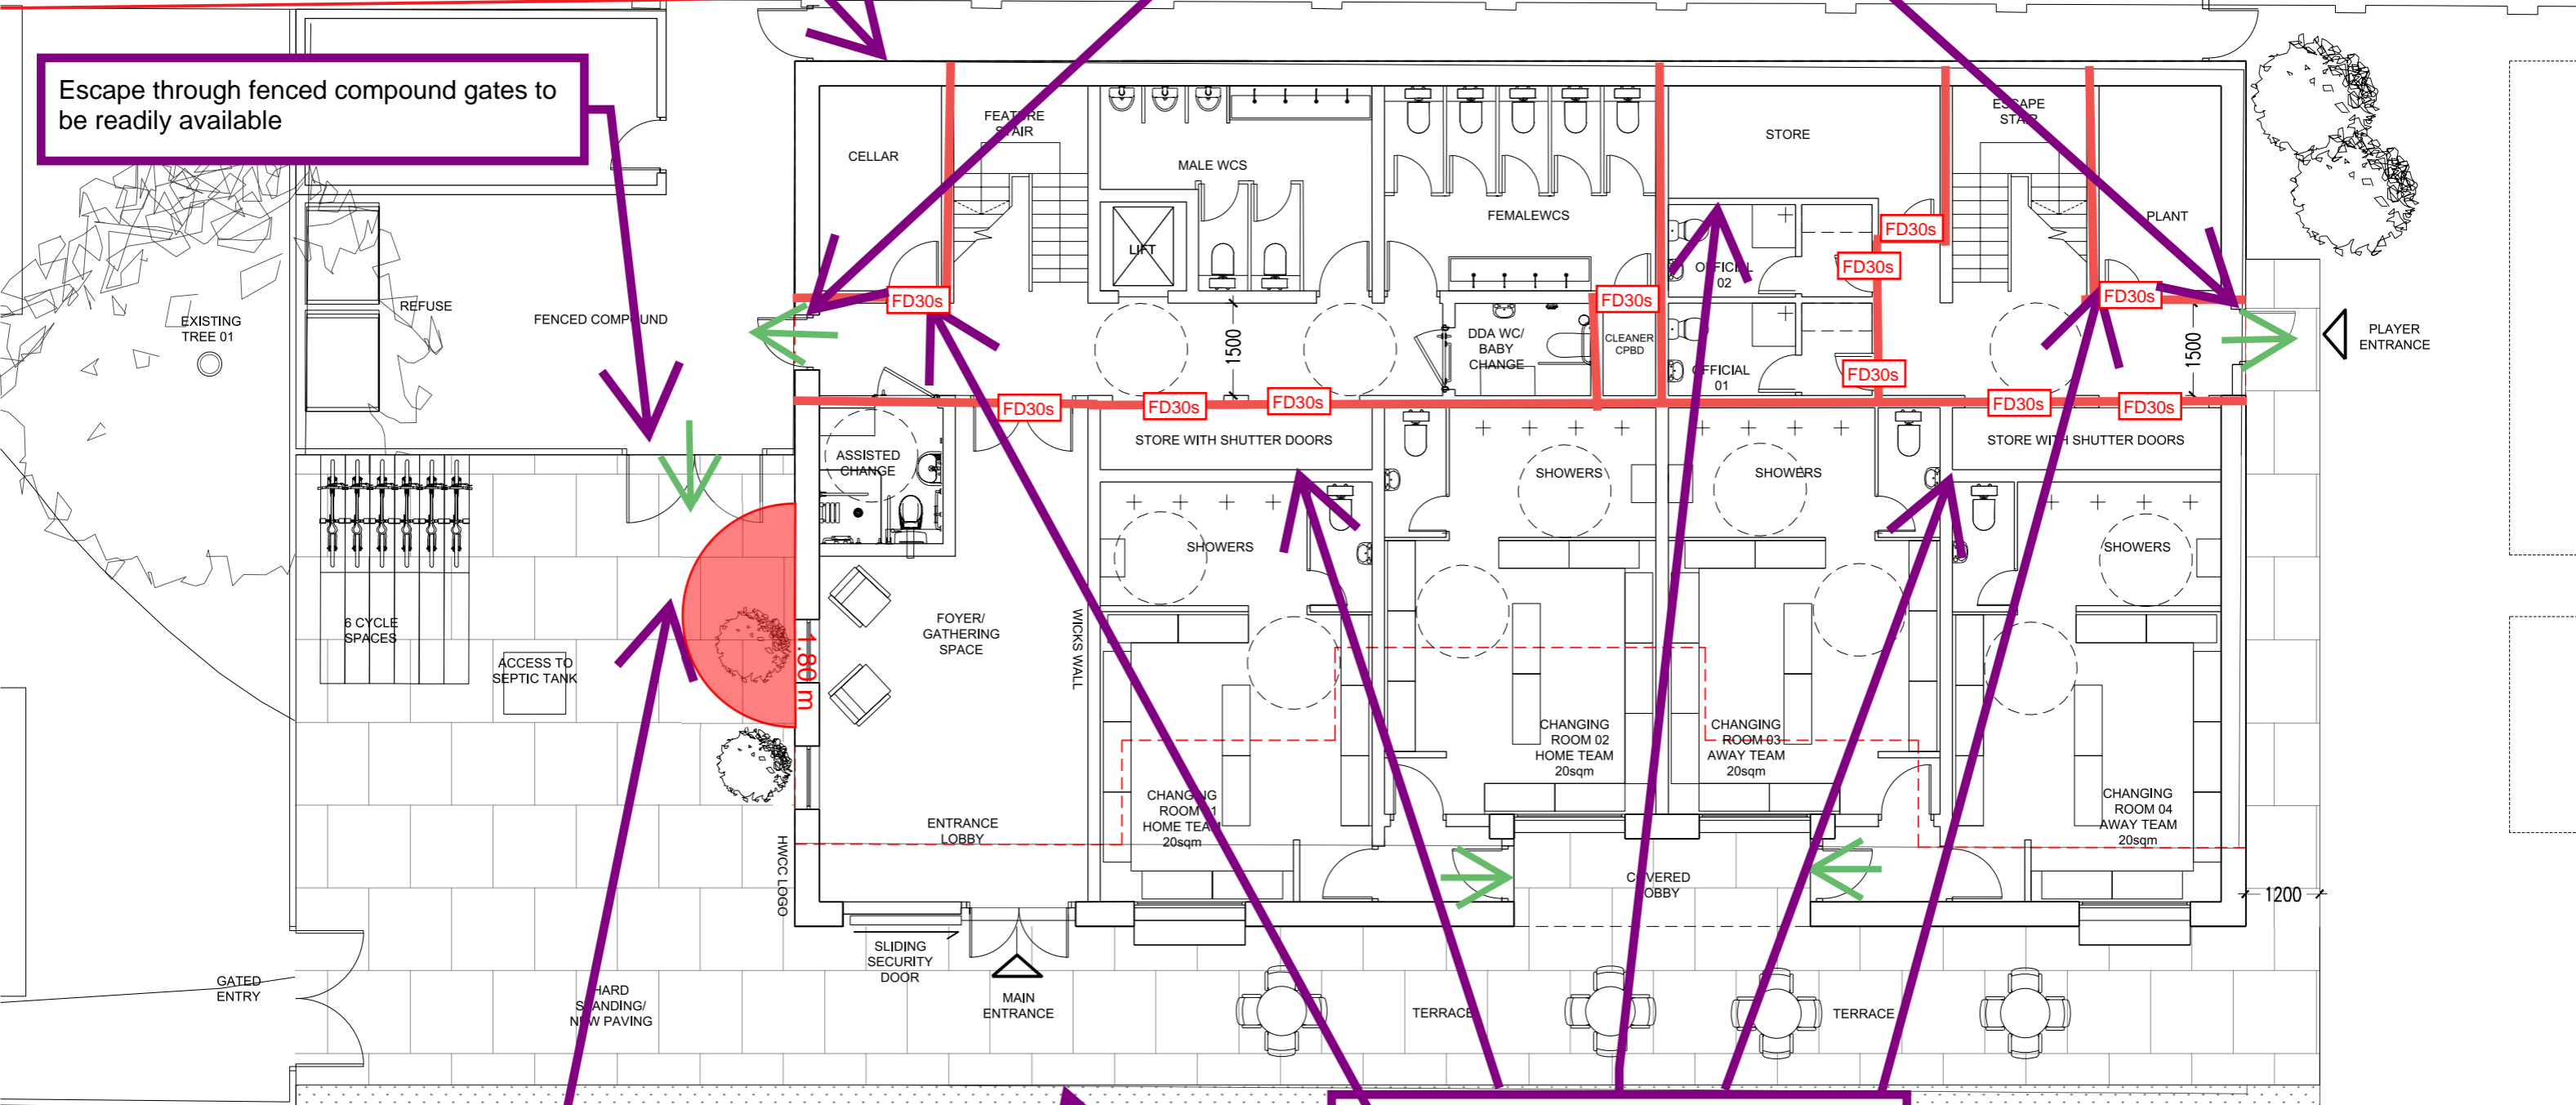 Escape through fenced compound gates to
be readily available
CELLAR
FEATURE
STAIR
MALE WCS
LIFT
FEMALEWCS
STORE
ESCAPE
STAIR
PLANT
OFFICIAL
02
OFFICIAL
01
FD30s
FD30s
FD30s
FD30s
FD30s
FD30s
FD30s
FD30s
FD30s
FD30s
FD30s
EXISTING
TREE 01
REFUSE
FENCED COMPOUND
1500
DDA WC/
BABY
CHANGE
CLEANER
CPBD
1500
PLAYER
ENTRANCE
ASSISTED
CHANGE
STORE WITH SHUTTER DOORS
SHOWERS
SHOWERS
STORE WITH SHUTTER DOORS
SHOWERS
SHOWERS
6 CYCLE
SPACES
ACCESS TO
SEPTIC TANK
1.80 m
FOYER/
GATHERING
SPACE
WICKS WALL
CHANGING
ROOM 01
HOME TEAM
20sqm
CHANGING
ROOM 02
HOME TEAM
20sqm
CHANGING
ROOM 03
AWAY TEAM
20sqm
CHANGING
ROOM 04
AWAY TEAM
20sqm
ENTRANCE
LOBBY
HWCC LOGO
COVERED
LOBBY
1200
SLIDING
SECURITY
DOOR
MAIN
ENTRANCE
GATED
ENTRY
HARD
STANDING/
NEW PAVING
TERRACE
TERRACE